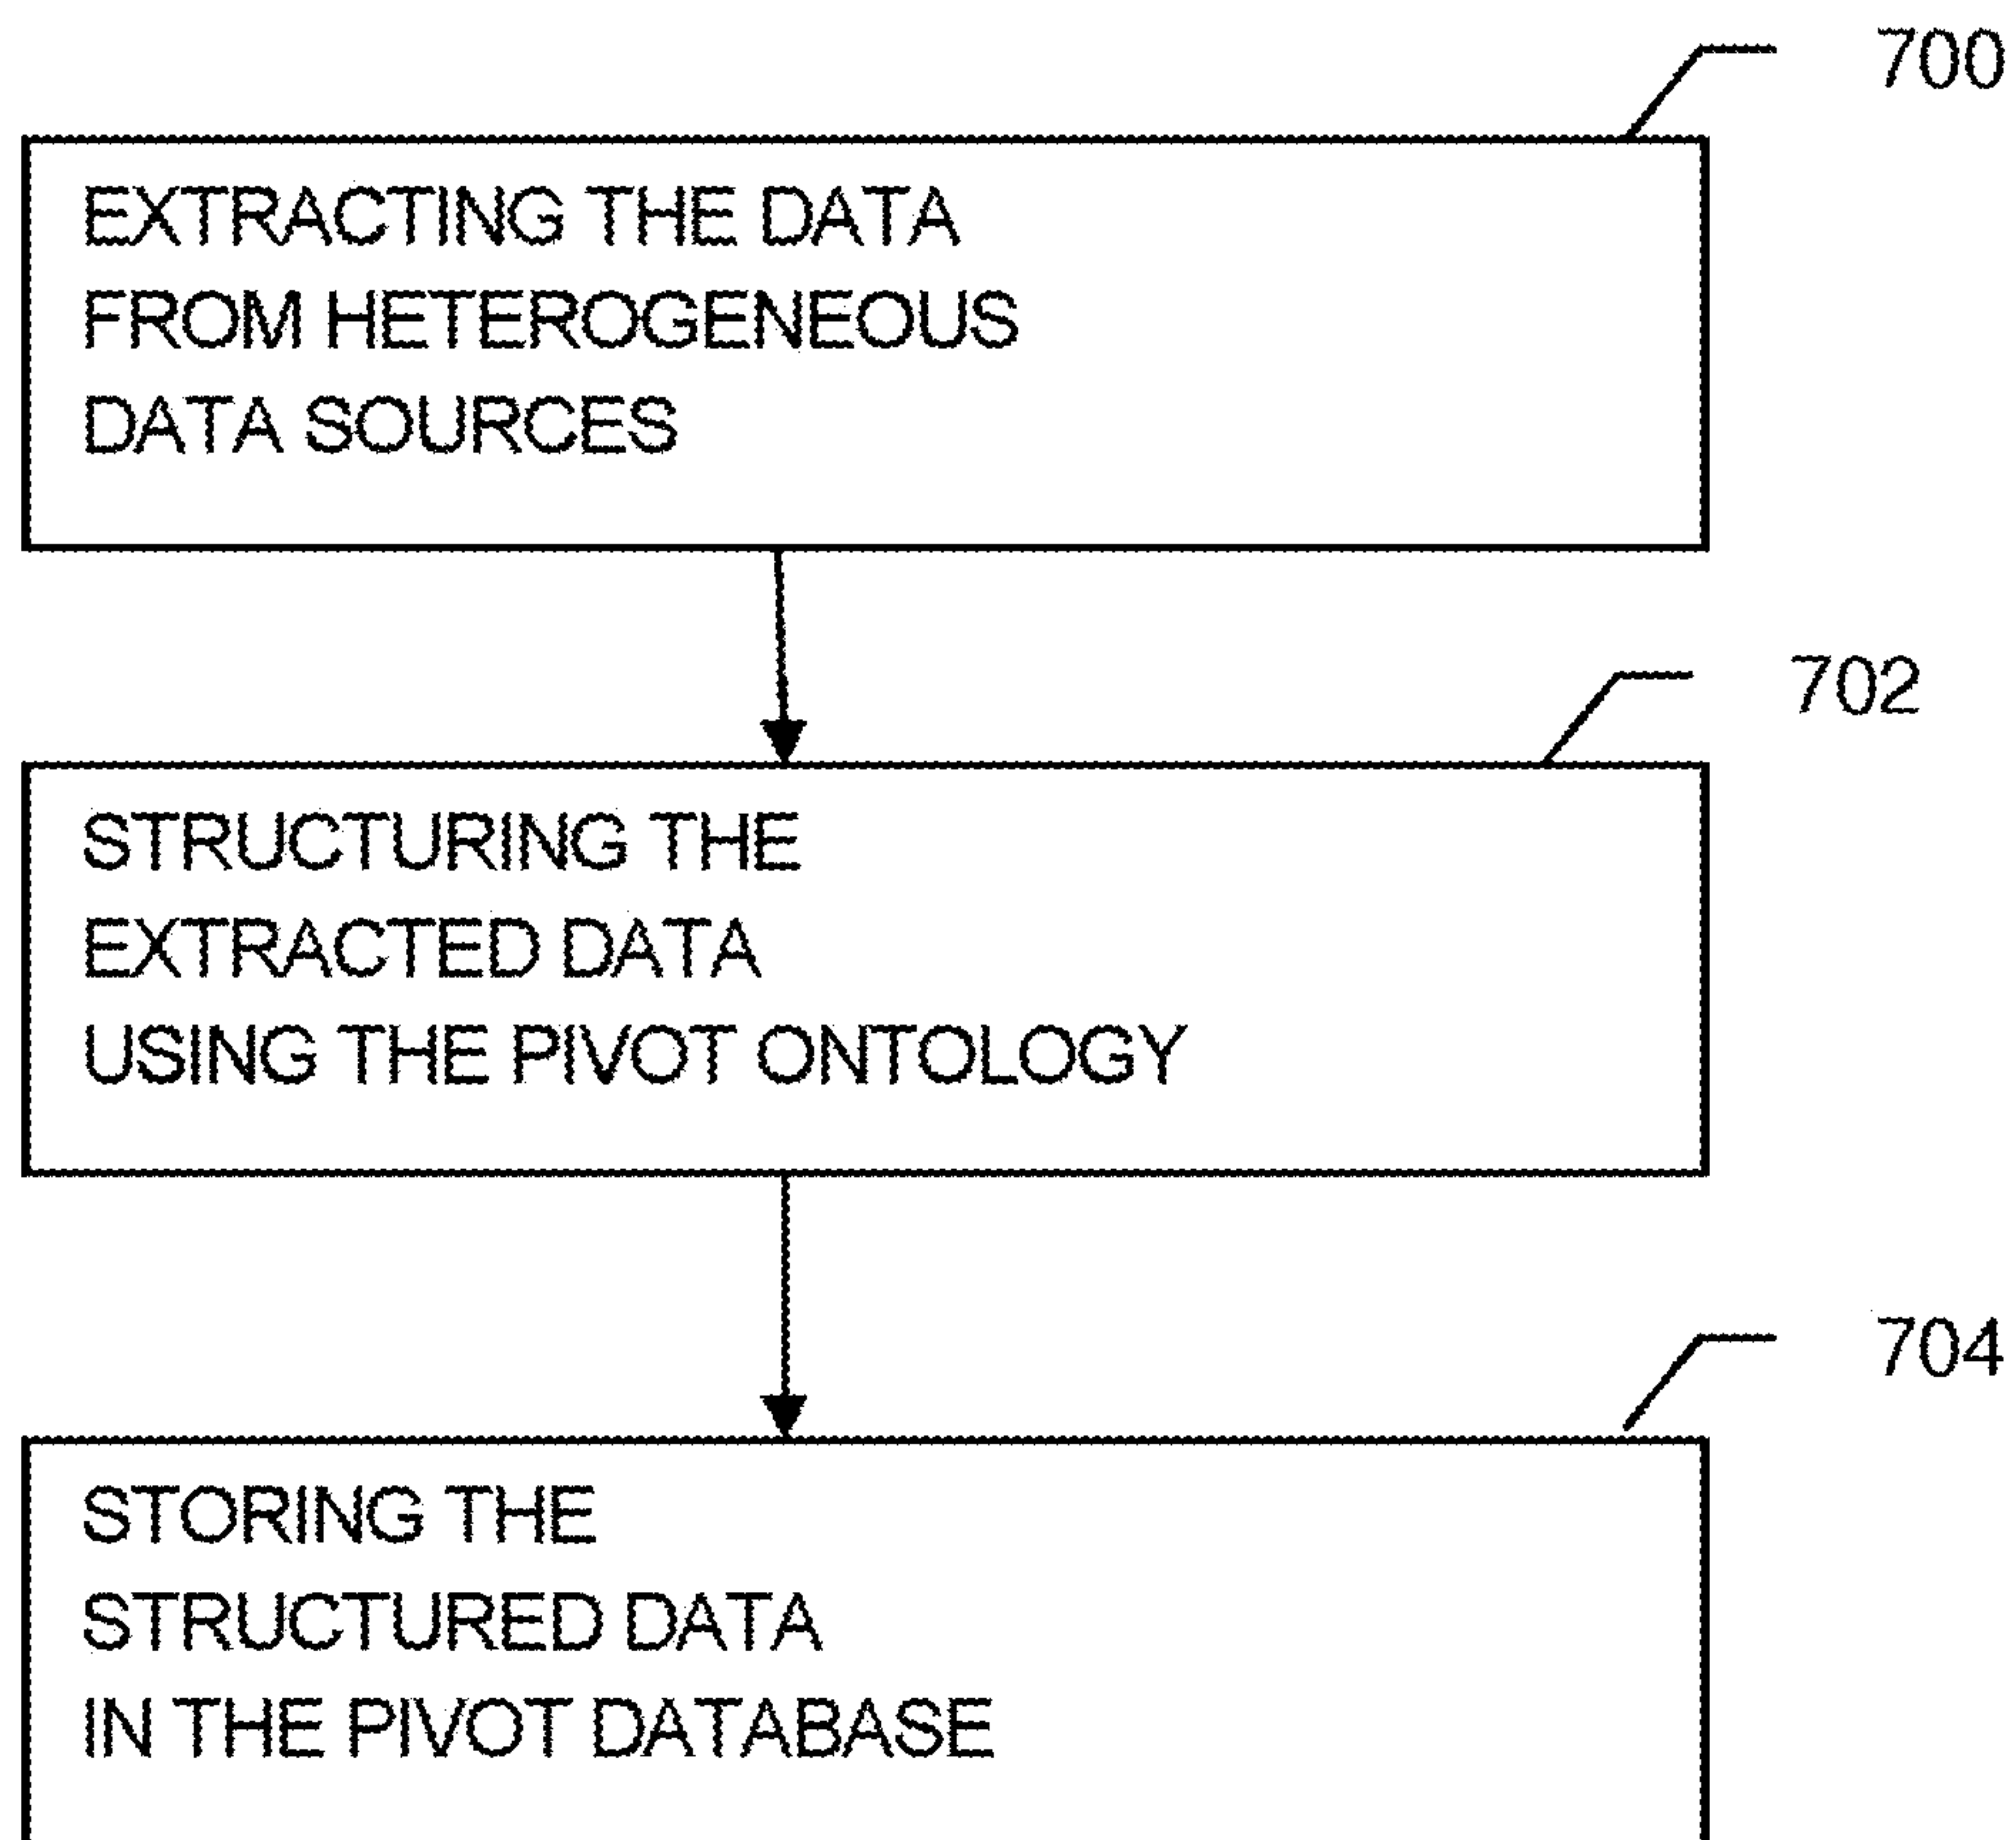 700
EXTRACTING THE DATA
FROM HETEROGENEOUS
DATA SOURCES
702
STRUCTURING THE
EXTRACTED DATA
USING THE PIVOT ONTOLOGY
704
STORING THE
STRUCTURED DATA
IN THE PIVOT DATABASE